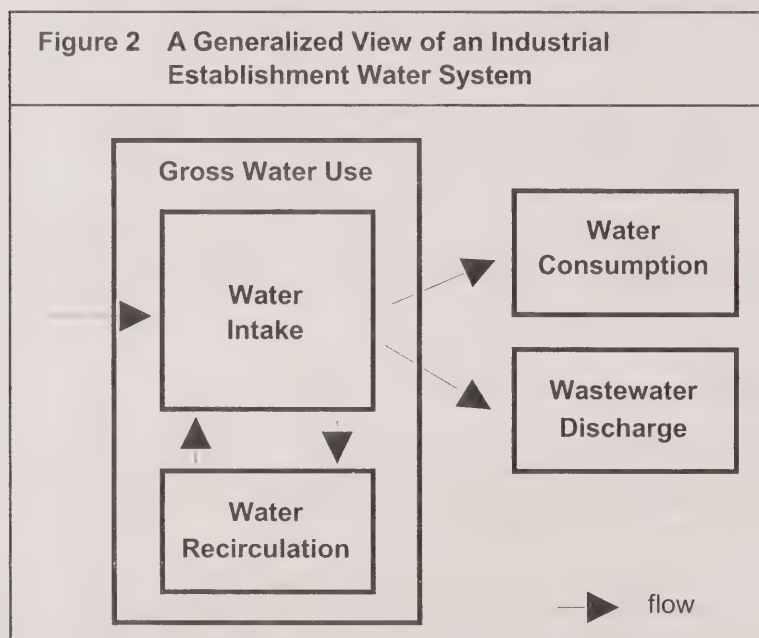 Figure 2 A Generalized View of an Industrial
Establishment Water System
Gross Water Use
Water
Intake
Water
Recirculation
Water
Consumption
Wastewater
Discharge
flow